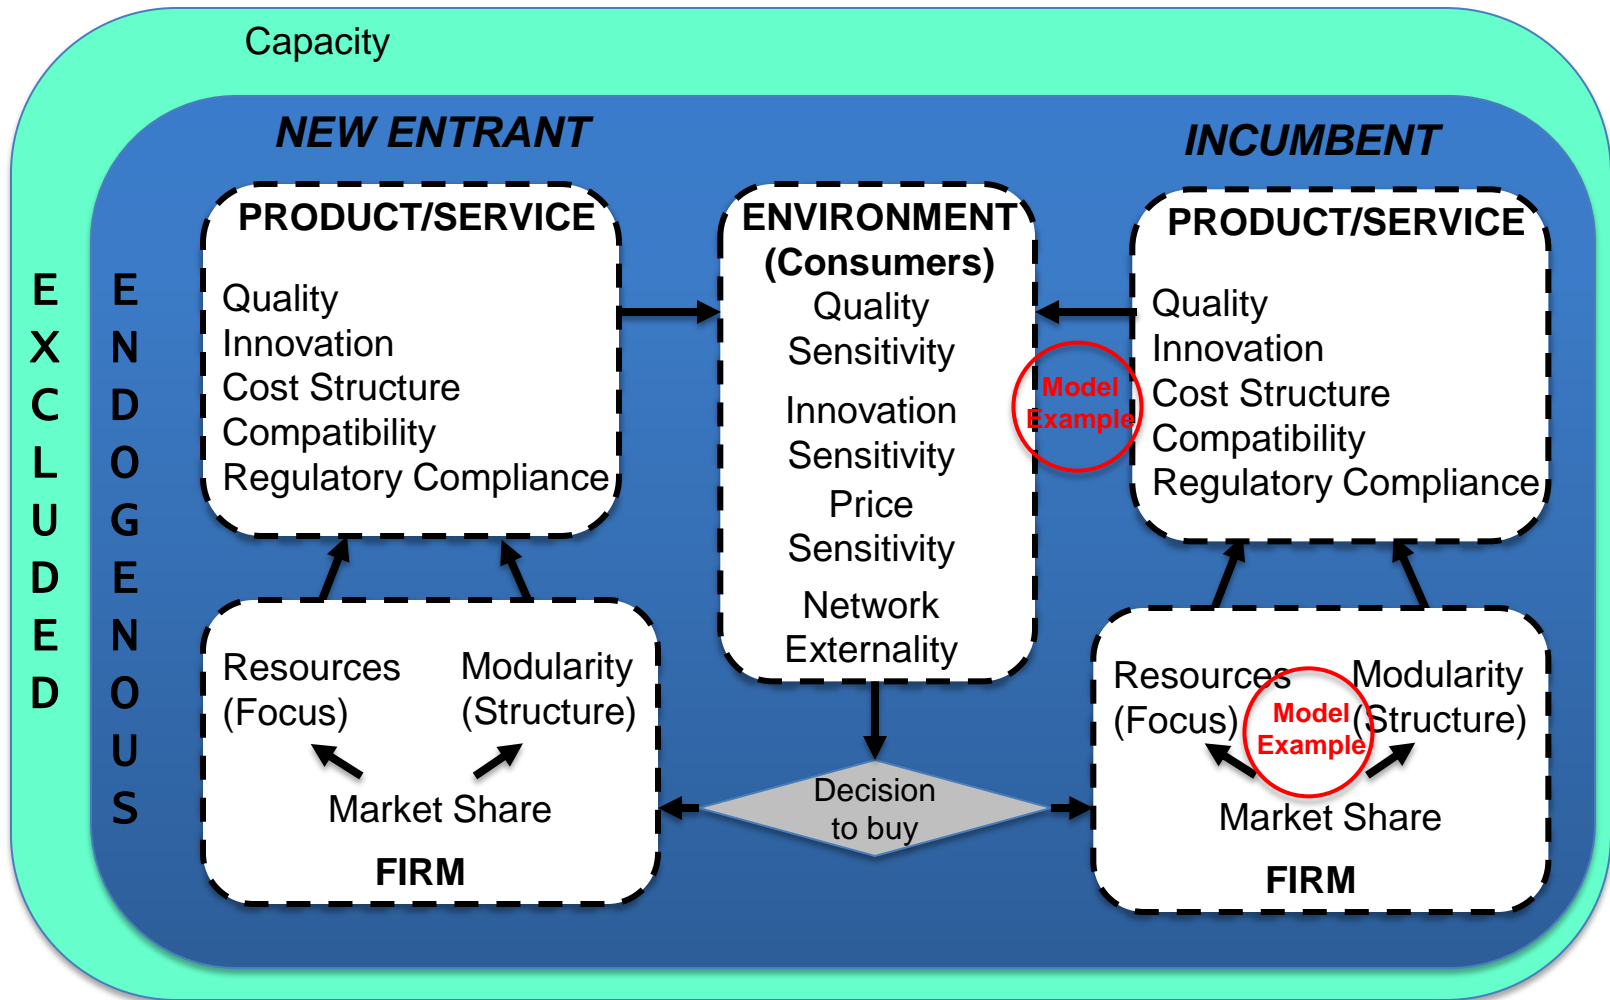 Capacity
EXCLUDED
ENDOGENOUS
NEW ENTRANT
PRODUCT/SERVICE
Quality
Innovation
Cost Structure
Compatibility
Regulatory Compliance
Resources
(Focus)
Modularity
(Structure)
Market Share
FIRM
ENVIRONMENT
(Consumers)
Quality
Sensitivity
Innovation
Sensitivity
Price
Sensitivity
Network
Externality
Decision
to buy
INCUMBENT
PRODUCT/SERVICE
Quality
Innovation
Cost Structure
Compatibility
Regulatory Compliance
Model
Example
Resources
(Focus)
Modularity
(Structure)
Model
Example
Market Share
FIRM